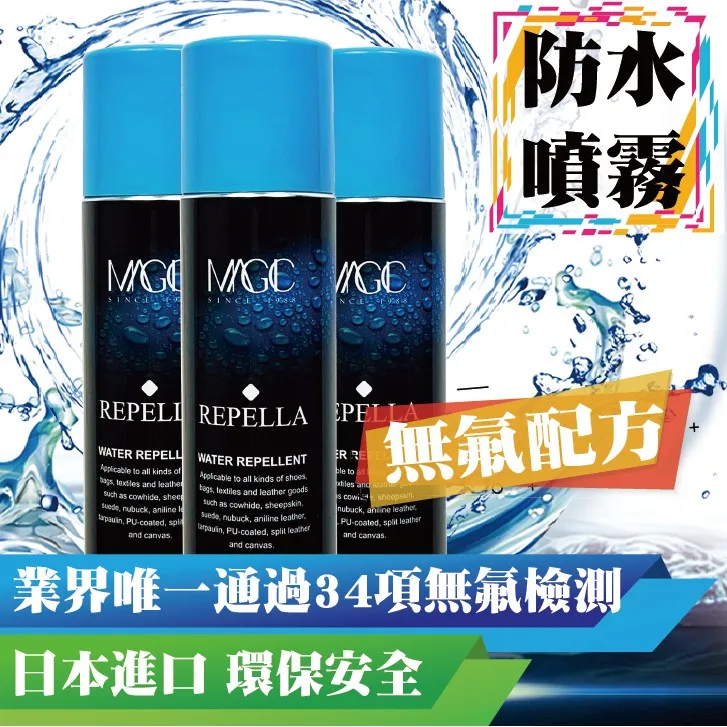 防水
噴霧
MAGIC
SINCE 1988
REPELLA
WATER REPELLENT
Applicable to all kinds of shoes,
bags, textiles and leather goods
such as cowhide, sheepskin,
suede, nubuck, aniline leather,
tarpaulin, PU-coated, split leather
and canvas.
無氟配方
業界唯一通過34項無氟檢測
日本進口 環保安全